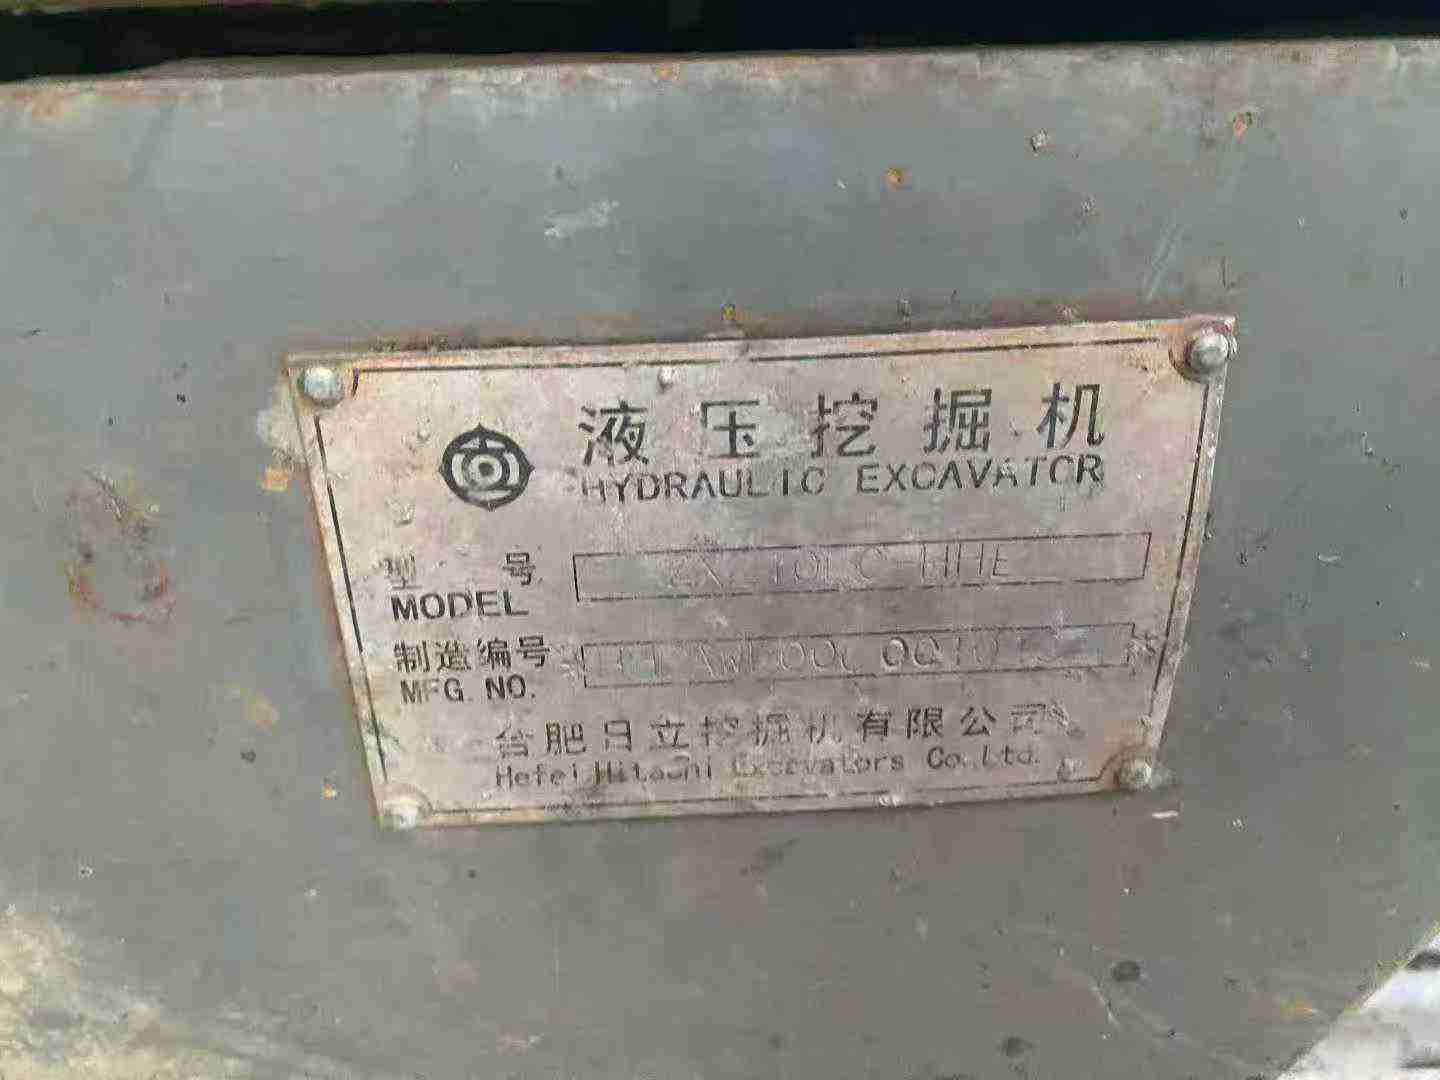 液压挖掘机
HYDRAULIC EXCAVATOR
型号
MODEL
制造编号
MFG NO.
合肥日立挖掘机有限公司
Hefei Hitachi Excavators Co.,Ltd.